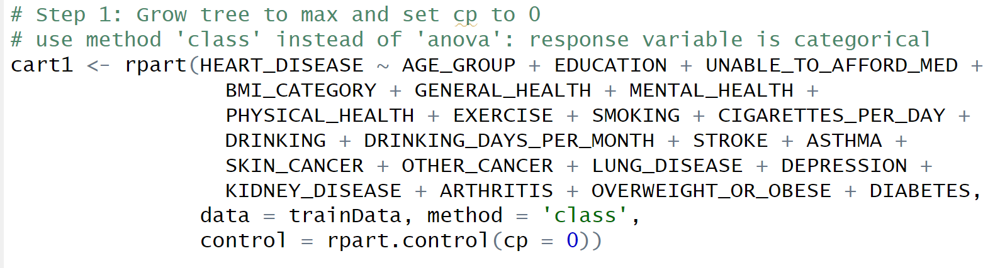 # Step 1: Grow tree to max and set cp to 0
# use method 'class' instead of 'anova': response variable is categorical
cart1 <- rpart(HEART_DISEASE ~ AGE_GROUP + EDUCATION + UNABLE_TO_AFFORD_MED +
BMI_CATEGORY + GENERAL_HEALTH + MENTAL_HEALTH +
PHYSICAL_HEALTH + EXERCISE + SMOKING + CIGARETTES_PER_DAY +
DRINKING + DRINKING_DAYS_PER_MONTH + STROKE + ASTHMA +
SKIN_CANCER + OTHER_CANCER + LUNG_DISEASE + DEPRESSION +
KIDNEY_DISEASE + ARTHRITIS + OVERWEIGHT_OR_OBESE + DIABETES,
data = trainData, method = 'class',
control = rpart.control(cp = 0))